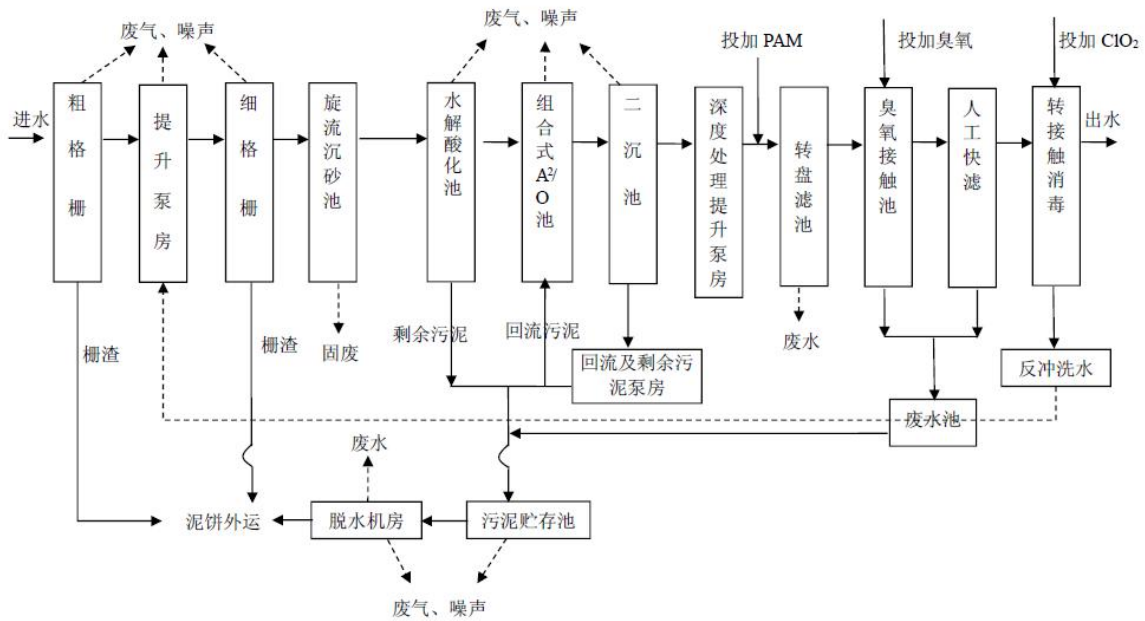 废气、噪声
废气、噪声
投加 PAM
投加臭氧
投加 ClO₂
进水
粗格栅
提升泵房
细格栅
旋流沉砂池
水解酸化池
组合式A²/O池
二沉池
深度处理提升泵房
转盘滤池
臭氧接触池
人工快滤
转接触消毒
出水
栅渣
栅渣
固废
剩余污泥
回流污泥
废水
回流及剩余污
泥泵房
反冲洗水
废水池
废水
泥饼外运
脱水机房
污泥贮存池
废气、噪声